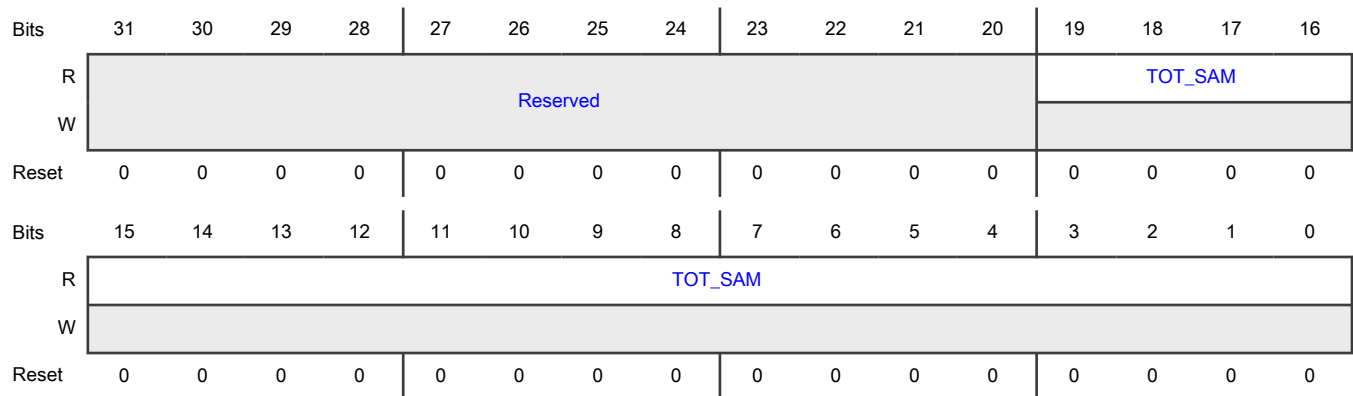 Bits 31 30 29 28 27 26 25 24 23 22 21 20 19 18 17 16
R TOT_SAM
Reserved
W
Reset 0 0 0 0 0 0 0 0 0 0 0 0 0 0 0 0
Bits 15 14 13 12 11 10 9 8 7 6 5 4 3 2 1 0
R TOT_SAM
W
Reset 0 0 0 0 0 0 0 0 0 0 0 0 0 0 0 0